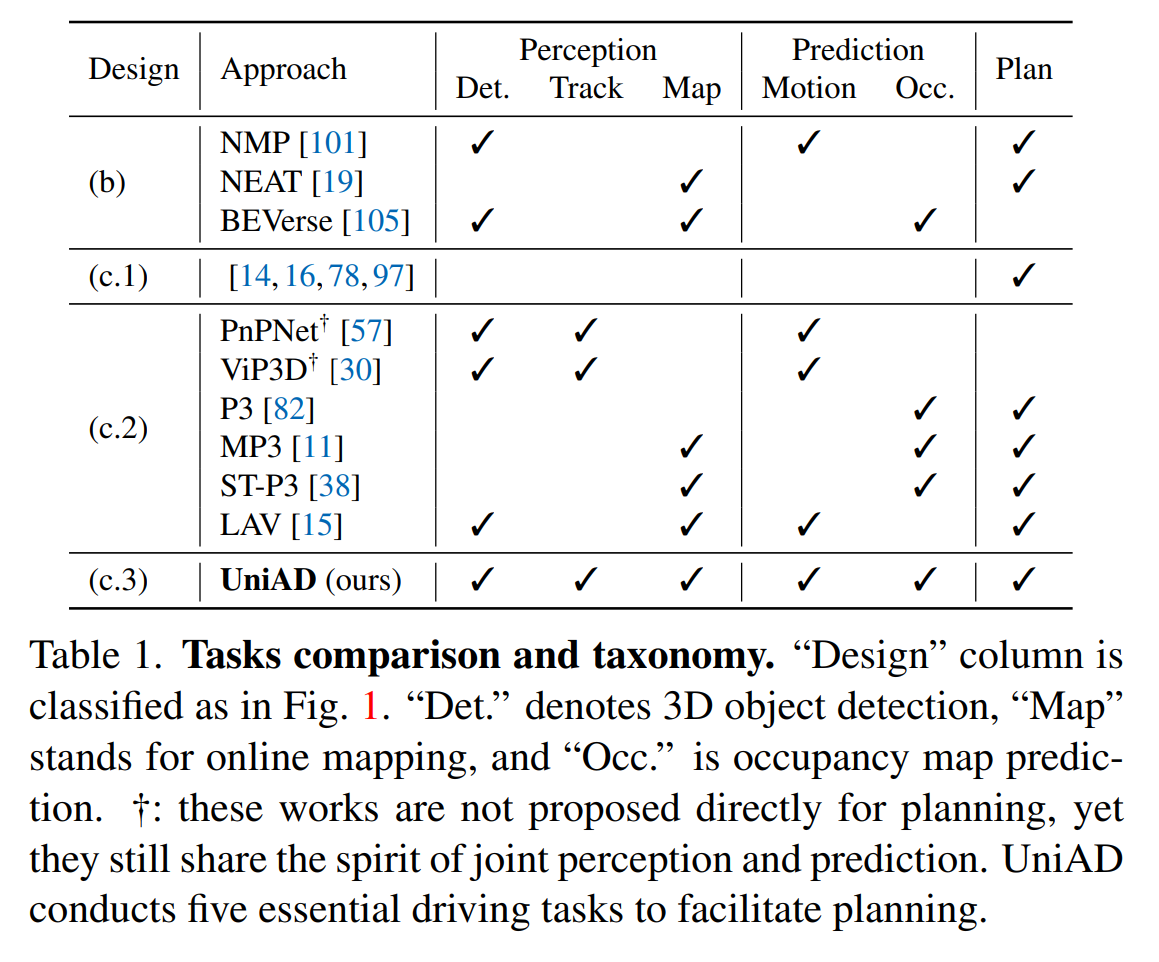 Design Approach Perception Prediction Plan
Det. Track Map Motion Occ.
(b)
NMP [101] ✓ ✓ ✓
NEAT [19] ✓ ✓
BEVerse [105] ✓ ✓ ✓
(c.1) [14, 16, 78, 97] ✓
(c.2)
PnPNet† [57] ✓ ✓ ✓
ViP3D† [30] ✓ ✓ ✓
P3 [82] ✓ ✓
MP3 [11] ✓ ✓ ✓
ST-P3 [38] ✓ ✓ ✓
LAV [15] ✓ ✓ ✓ ✓
(c.3) UniAD (ours) ✓ ✓ ✓ ✓ ✓ ✓
Table 1. Tasks comparison and taxonomy. “Design” column is
classified as in Fig. 1. “Det.” denotes 3D object detection, “Map”
stands for online mapping, and “Occ.” is occupancy map predic-
tion. †: these works are not proposed directly for planning, yet
they still share the spirit of joint perception and prediction. UniAD
conducts five essential driving tasks to facilitate planning.